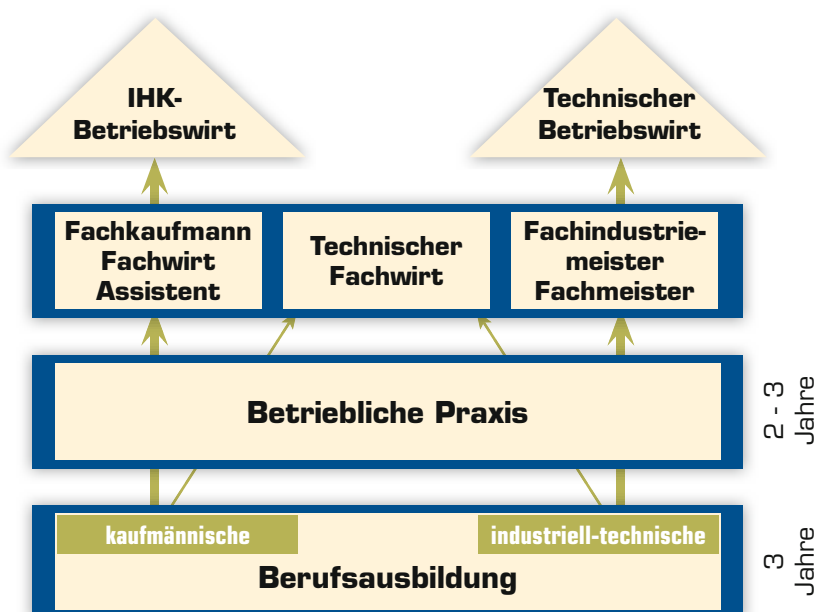 IHK-
Betriebswirt
Technischer
Betriebswirt
Fachkaufmann
Fachwirt
Assistent
Technischer
Fachwirt
Fachindustrie-
meister
Fachmeister
Betriebliche Praxis
2 - 3
Jahre
kaufmännische
industriell-technische
Berufsausbildung
3
Jahre